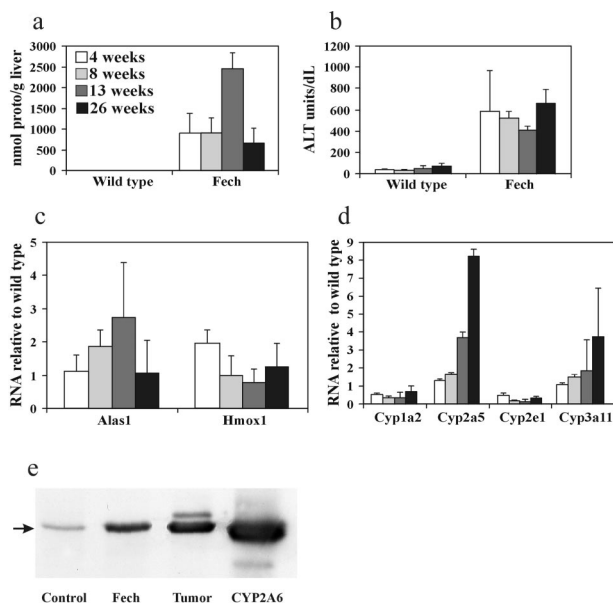 a
nmol proto/g liver
3000
2500
2000
1500
1000
500
0
4 weeks
8 weeks
13 weeks
26 weeks
Wild type Fech
b
ALT units/dL
1200
1000
800
600
400
200
0
Wild type Fech
c
RNA relative to wild type
5
4
3
2
1
0
Alas1 Hmox1
d
RNA relative to wild type
9
8
7
6
5
4
3
2
1
0
Cyp1a2 Cyp2a5 Cyp2e1 Cyp3a11
e
Control Fech Tumor CYP2A6